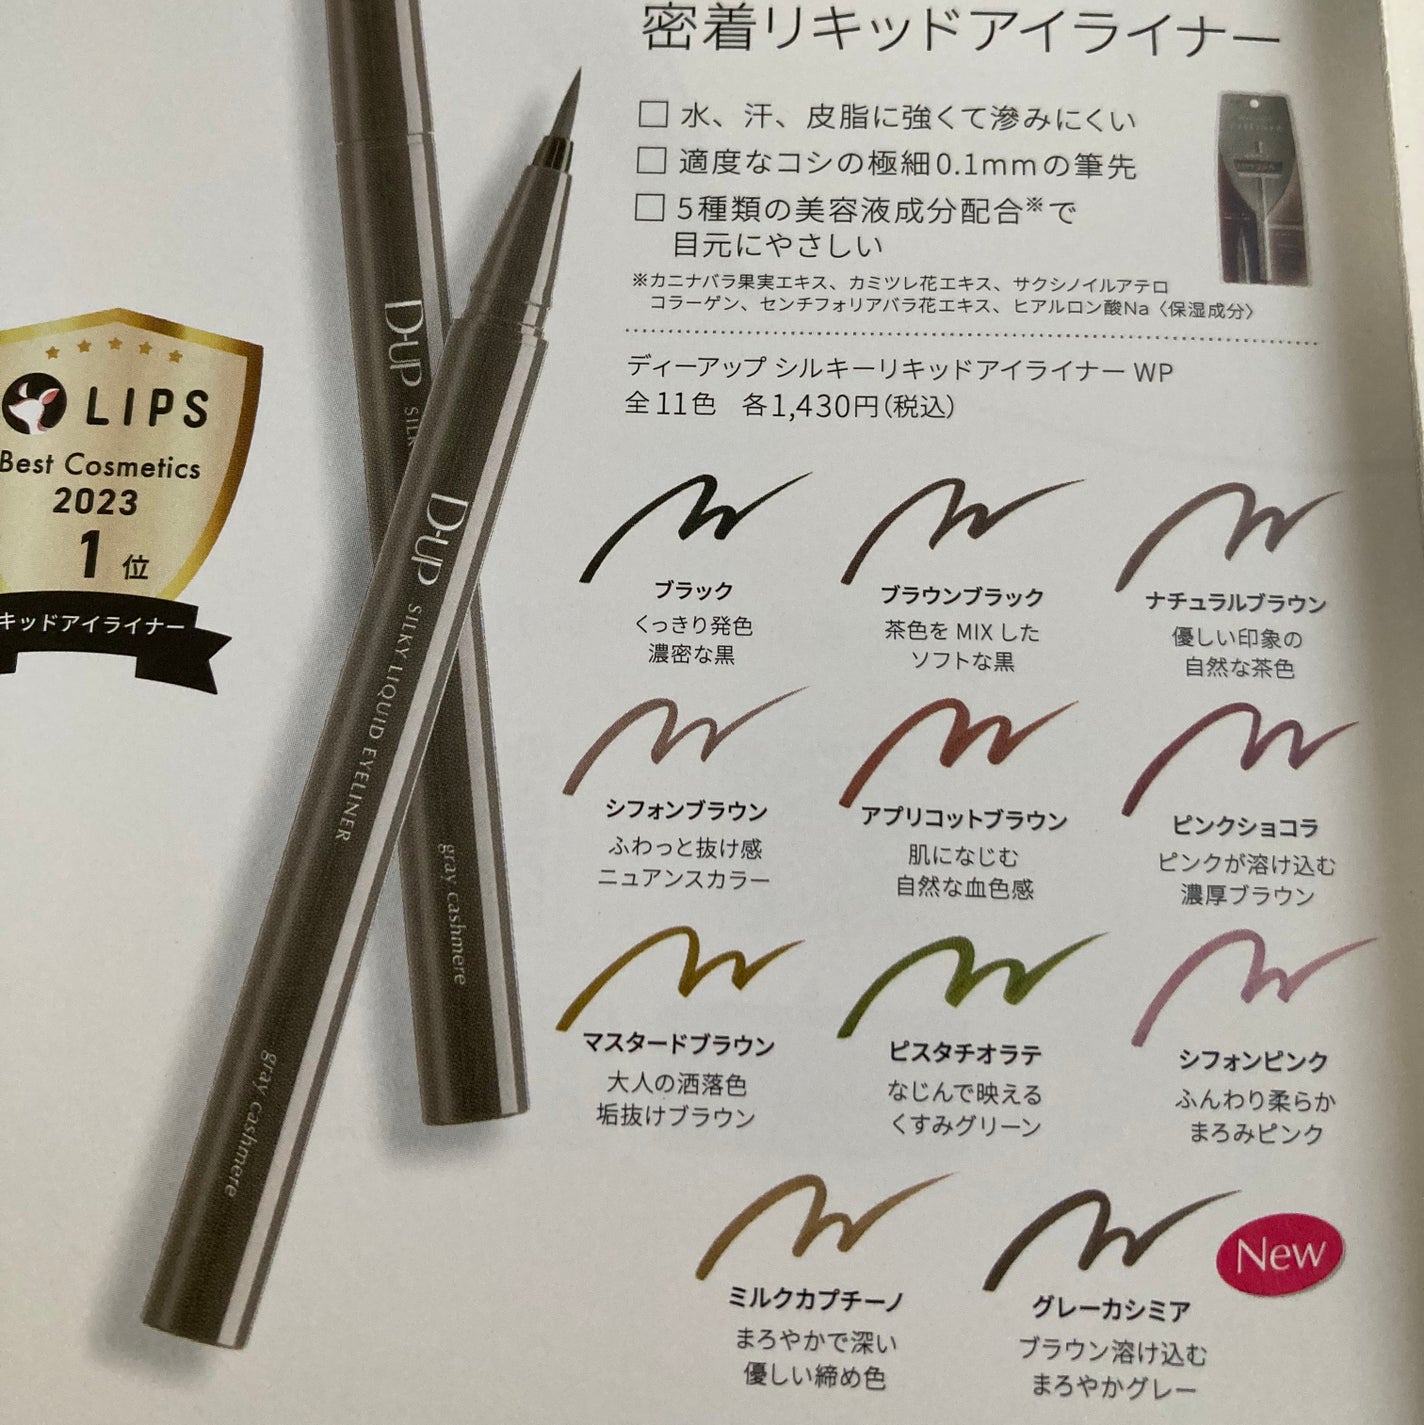 密着リキッドアイライナー
□ 水、汗、皮脂に強くて滲みにくい
□ 適度なコシの極細0.1mmの筆先
□ 5種類の美容液成分配合※で
目元にやさしい
※カニナバラ果実エキス、カミツレ花エキス、サクシノイルアテロ
コラーゲン、センチフォリアバラ花エキス、ヒアルロン酸Na〈保湿成分〉
ディーアップ シルキーリキッドアイライナー WP
全11色 各1,430円(税込)
LIPS
Best Cosmetics
2023
1位
キッドアイライナー
D-UP SILK
gray cashmere
D-UP SILKY LIQUID EYELINER
gray cashmere
ブラック
くっきり発色
濃密な黒
ブラウンブラック
茶色を MIX した
ソフトな黒
ナチュラルブラウン
優しい印象の
自然な茶色
シフォンブラウン
ふわっと抜け感
ニュアンスカラー
アプリコットブラウン
肌になじむ
自然な血色感
ピンクショコラ
ピンクが溶け込む
濃厚ブラウン
マスタードブラウン
大人の洒落色
垢抜けブラウン
ピスタチオラテ
なじんで映える
くすみグリーン
シフォンピンク
ふんわり柔らか
まろみピンク
ミルクカプチーノ
まろやかで深い
優しい締め色
グレーカシミア
ブラウン溶け込む
まろやかグレー
New